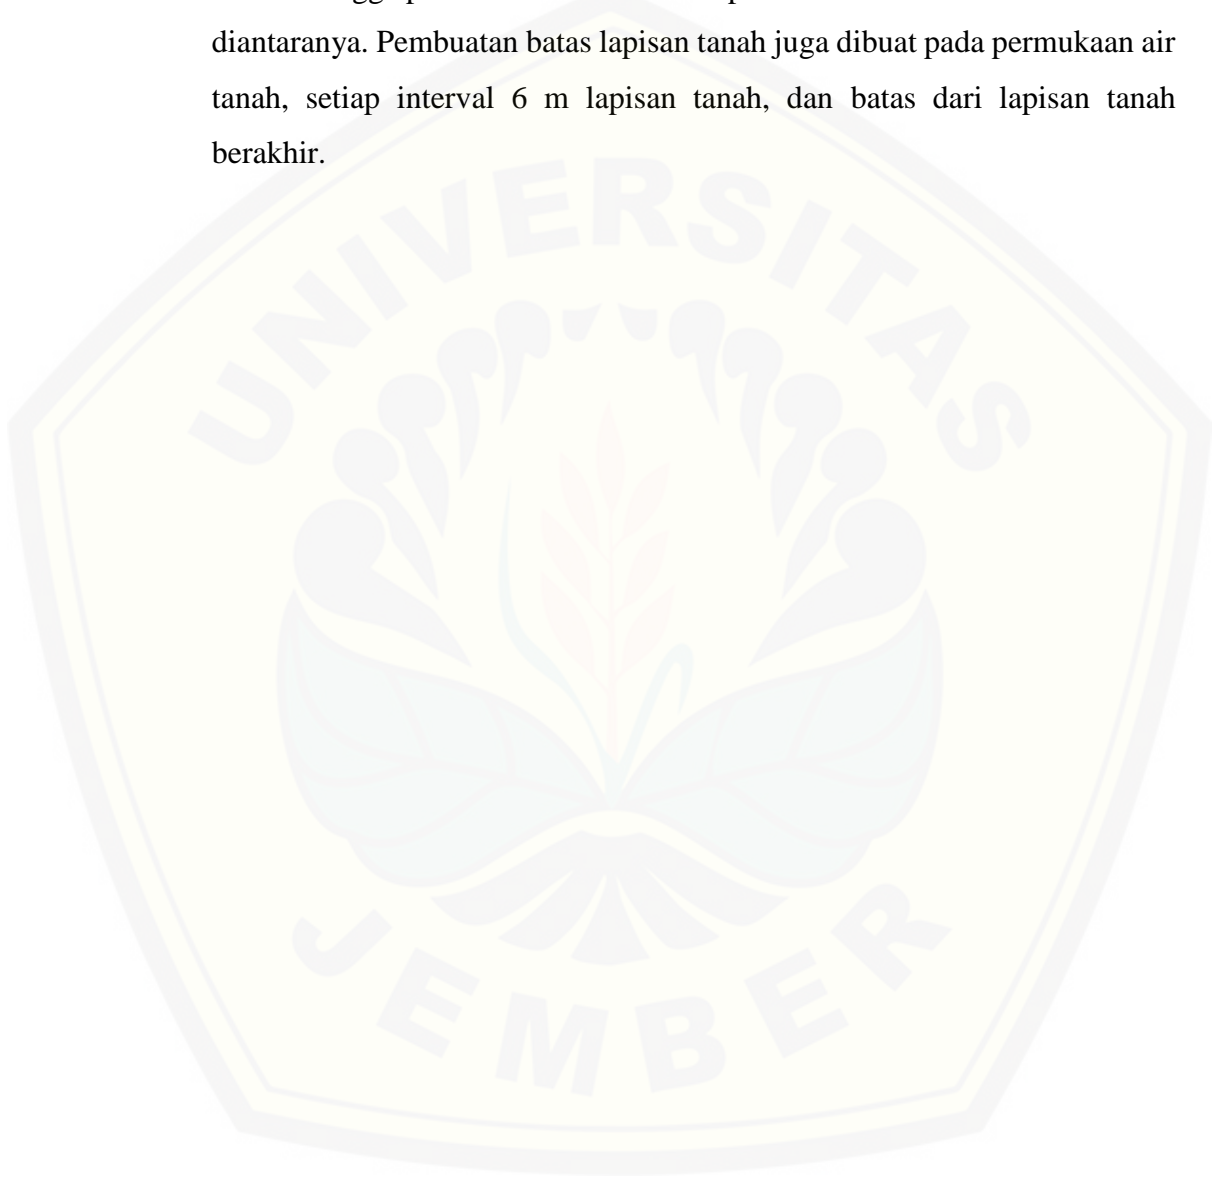 diantaranya. Pembuatan batas lapisan tanah juga dibuat pada permukaan air
tanah, setiap interval 6 m lapisan tanah, dan batas dari lapisan tanah
berakhir.
UNIVERSITAS
JEMBER